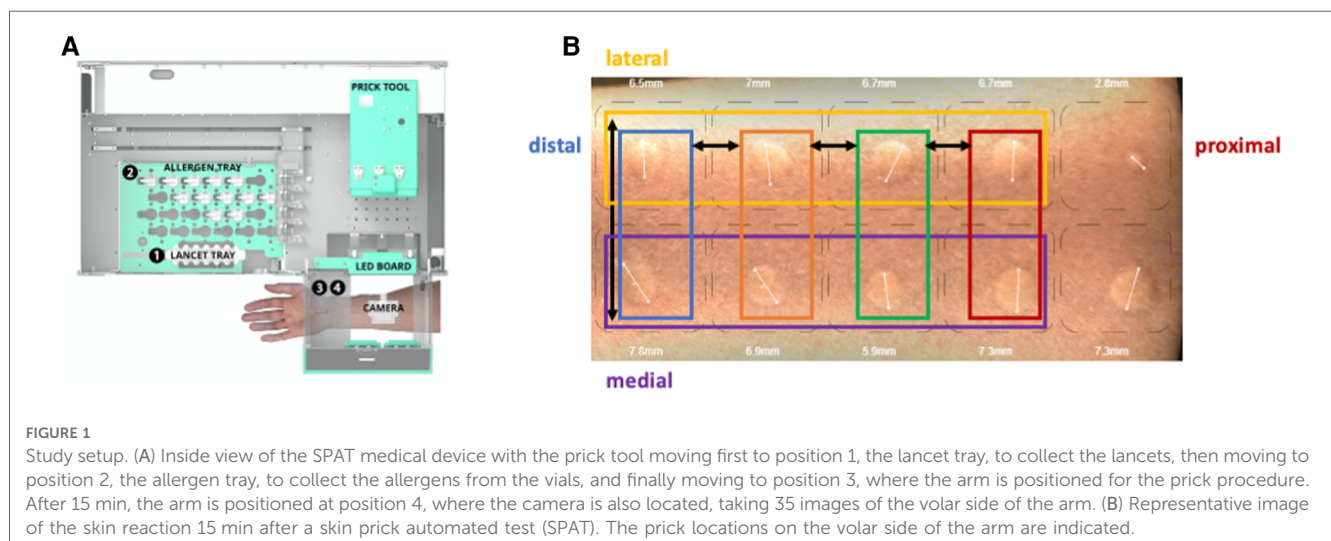 A
PRICK TOOL
2
ALLERGEN TRAY
1
LANCET TRAY
LED BOARD
3 4
CAMERA
B
lateral
6.5mm 7mm 6.7mm 6.7mm 2.8mm
distal
proximal
7.8mm 6.9mm 5.9mm 7.3mm 7.3mm
medial
FIGURE 1
Study setup. (A) Inside view of the SPAT medical device with the prick tool moving first to position 1, the lancet tray, to collect the lancets, then moving to
position 2, the allergen tray, to collect the allergens from the vials, and finally moving to position 3, where the arm is positioned for the prick procedure.
After 15 min, the arm is positioned at position 4, where the camera is also located, taking 35 images of the volar side of the arm. (B) Representative image
of the skin reaction 15 min after a skin prick automated test (SPAT). The prick locations on the volar side of the arm are indicated.